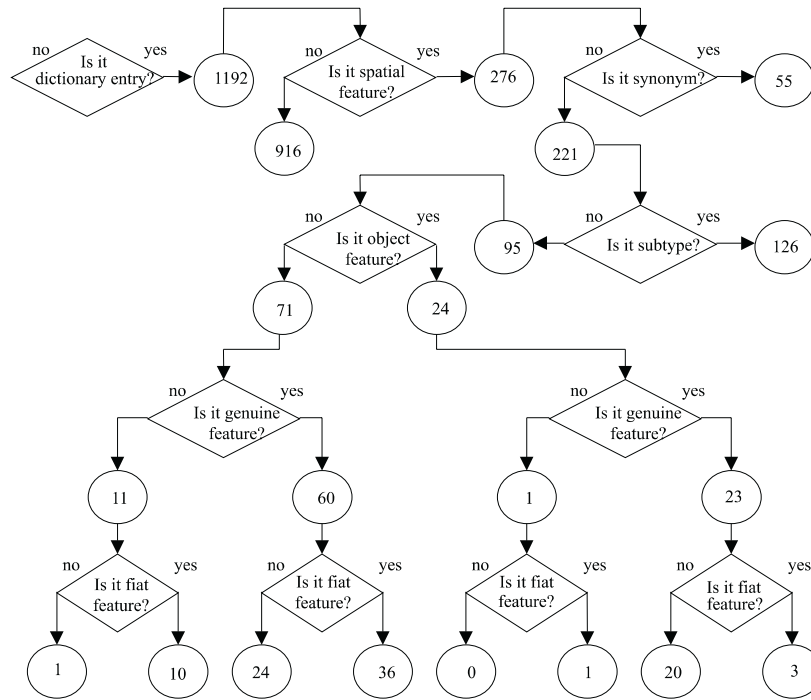 no
yes
Is it
dictionary entry?
1192
no
yes
Is it spatial
feature?
276
no
yes
Is it synonym?
55
916
221
no
yes
Is it object
feature?
95
no
yes
Is it subtype?
126
71
24
no
yes
Is it genuine
feature?
no
yes
Is it genuine
feature?
11
60
1
23
no
yes
Is it fiat
feature?
no
yes
Is it fiat
feature?
no
yes
Is it fiat
feature?
no
yes
Is it fiat
feature?
1
10
24
36
0
1
20
3